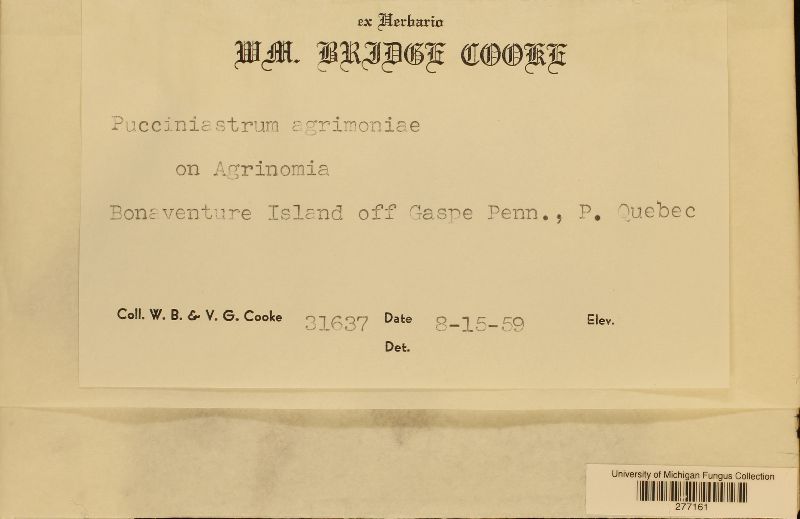 ex Herbario
WM. BRIDGE COOKE
Pucciniastrum agrimoniae
on Agrinomia
Bonaventure Island off Gaspe Penn., P. Quebec
Coll. W. B. & V. G. Cooke 31637 Date 8-15-59 Elev.
Det.
University of Michigan Fungus Collection
277161